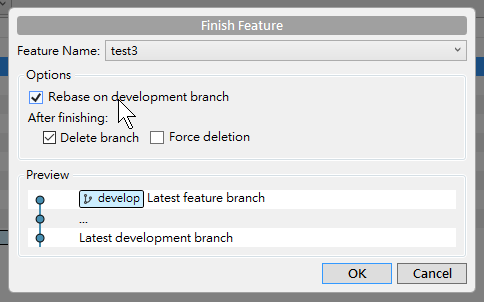 Finish Feature
Feature Name: test3
Options
Rebase on development branch
After finishing:
Delete branch Force deletion
Preview
develop Latest feature branch
...
Latest development branch
OK Cancel